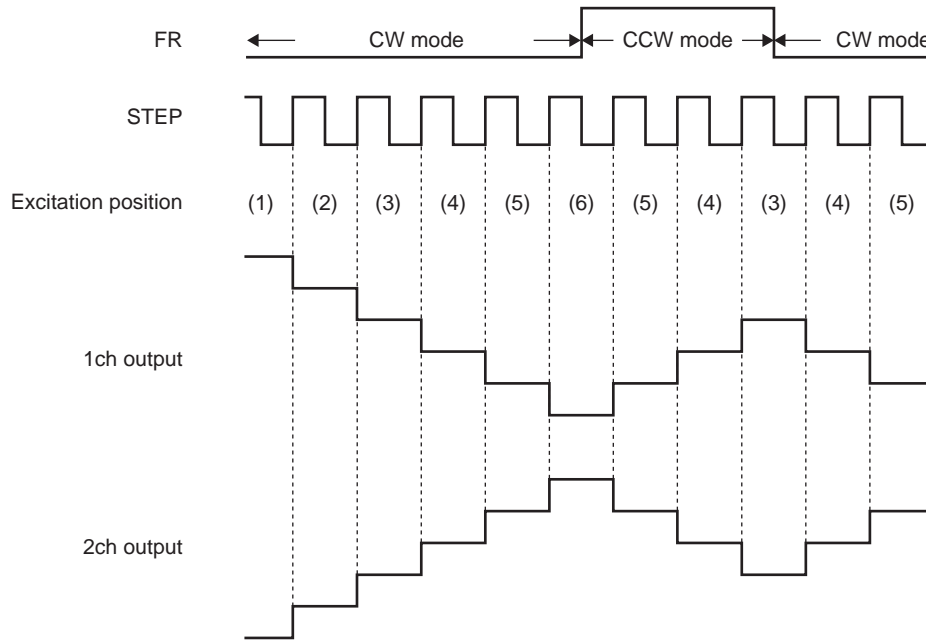 FR
CW mode
CCW mode
CW mode
STEP
Excitation position
(1) (2) (3) (4) (5) (6) (5) (4) (3) (4) (5)
1ch output
2ch output